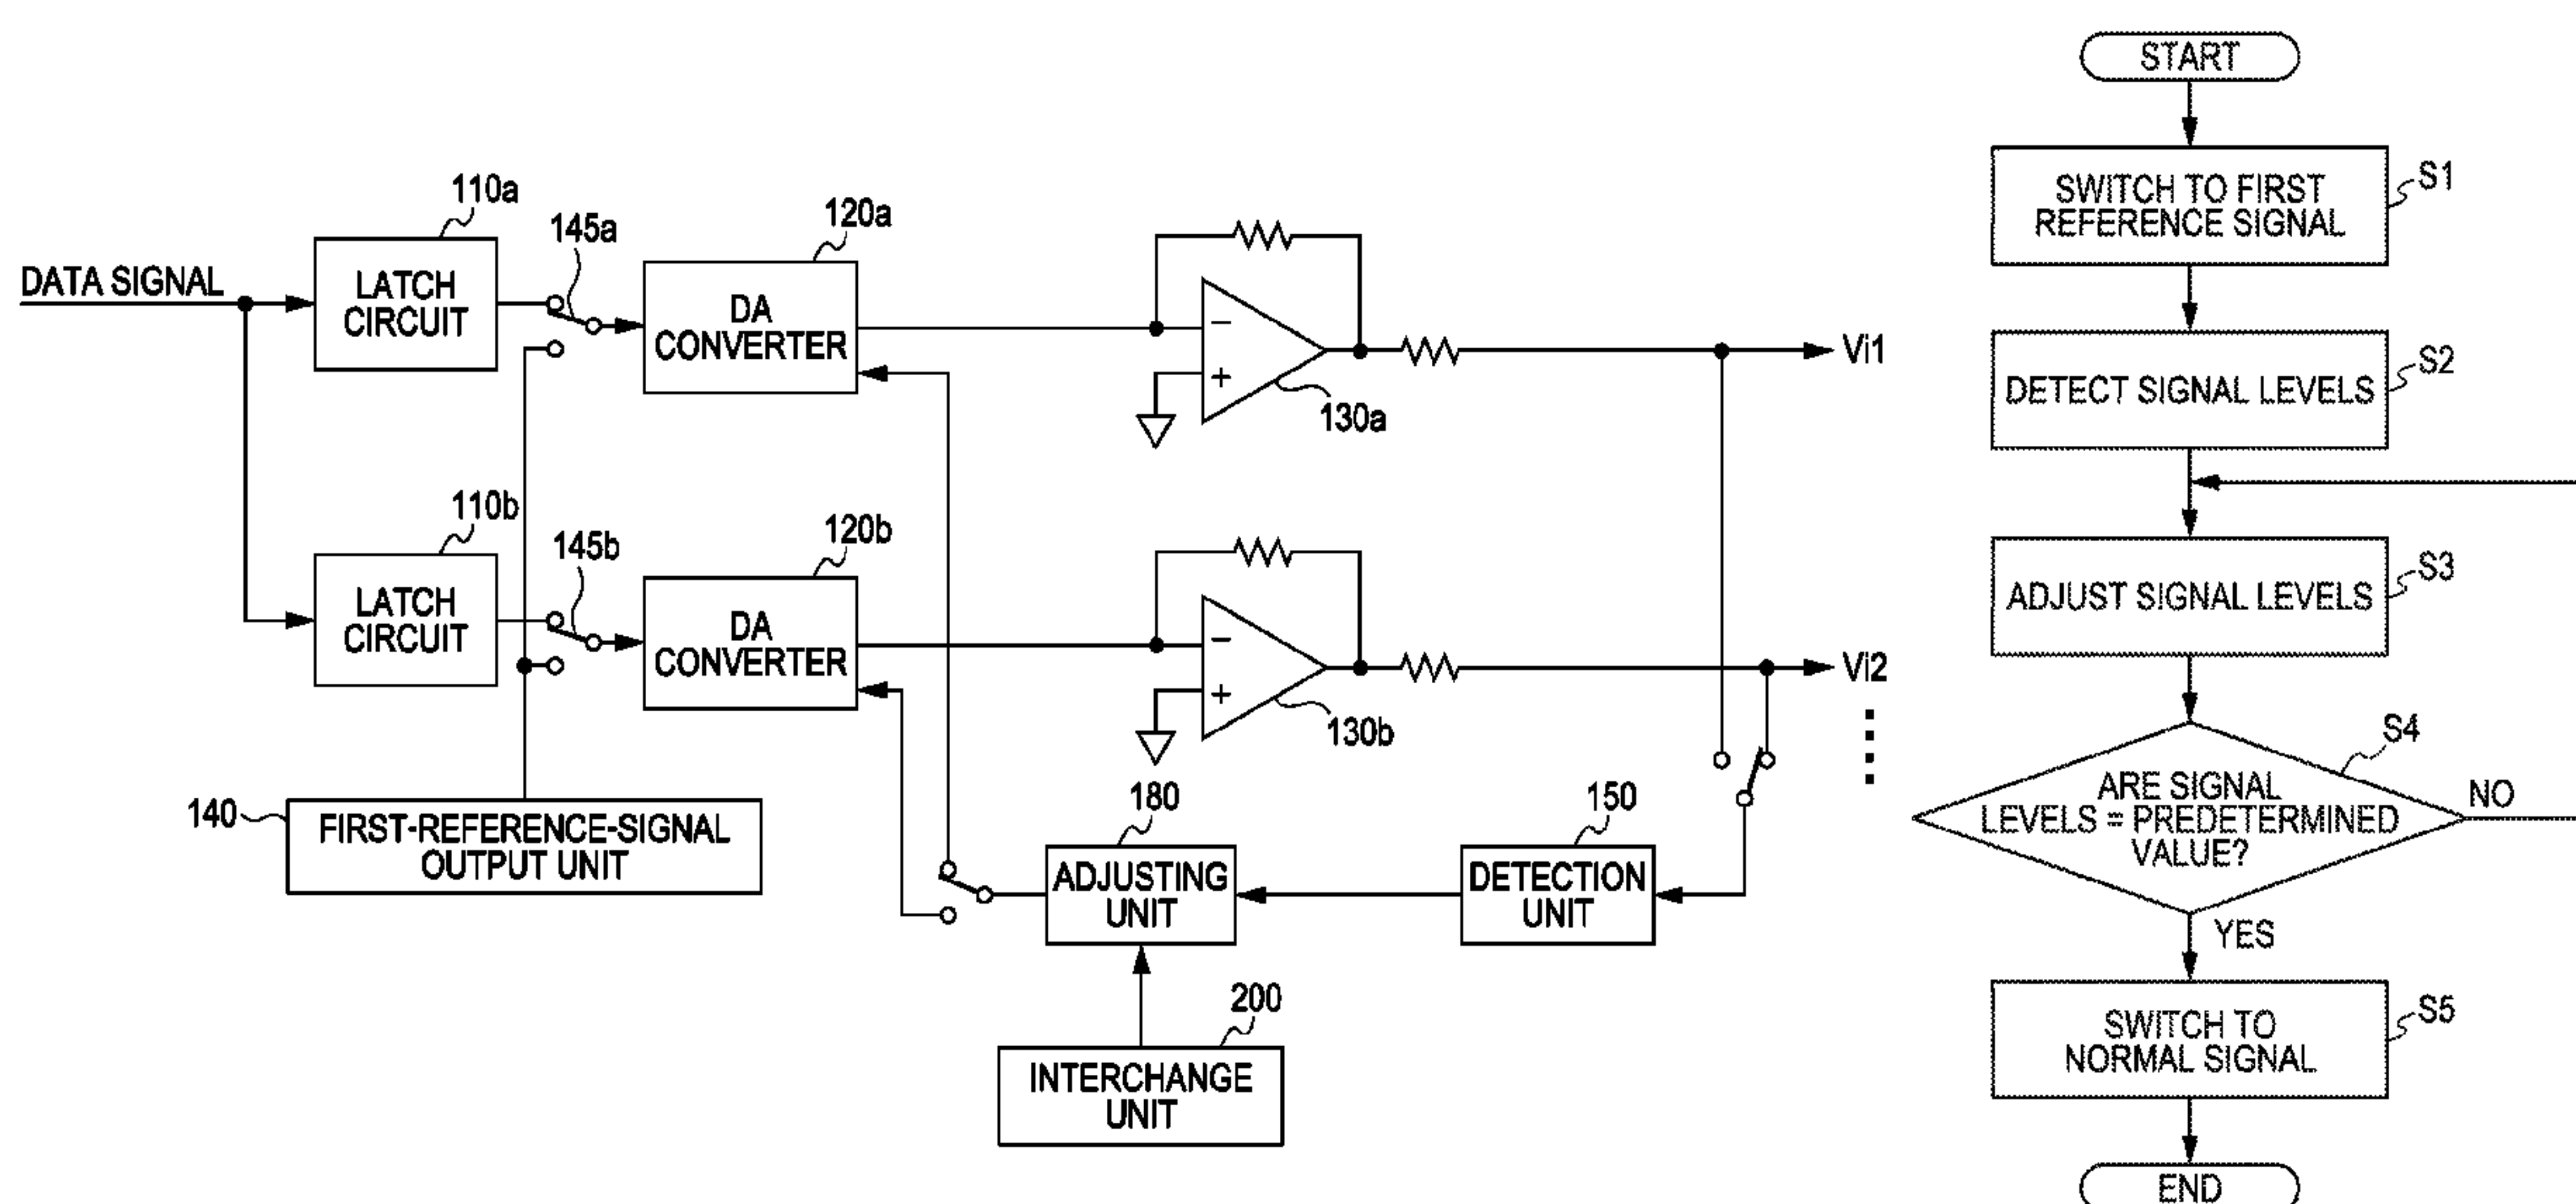 DATA SIGNAL
110a
LATCH
CIRCUIT
145a
120a
DA
CONVERTER
−
+
130a
Vi1
110b
LATCH
CIRCUIT
145b
120b
DA
CONVERTER
−
+
130b
Vi2
140
FIRST-REFERENCE-SIGNAL
OUTPUT UNIT
180
ADJUSTING
UNIT
150
DETECTION
UNIT
200
INTERCHANGE
UNIT
START
SWITCH TO FIRST
REFERENCE SIGNAL
S1
DETECT SIGNAL LEVELS
S2
ADJUST SIGNAL LEVELS
S3
ARE SIGNAL
LEVELS = PREDETERMINED
VALUE?
S4
NO
YES
SWITCH TO
NORMAL SIGNAL
S5
END